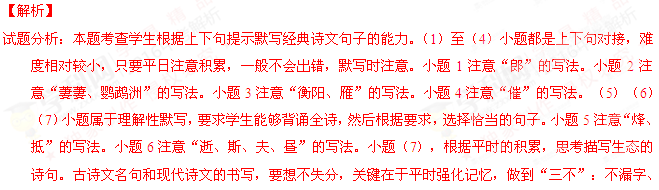 【解析】
试题分析：本题考查学生根据上下句提示默写经典诗文句子的能力。（1）至（4）小题都是上下句对接，难
度相对较小，只要平日注意积累，一般不会出错，默写时注意。小题 1 注意“郎”的写法。小题 2 注
意“萋萋、鹦鹉洲”的写法。小题 3 注意“衡阳、雁”的写法。小题 4 注意“催”的写法。（5）（6）
（7）小题属于理解性默写，要求学生能够背诵全诗，然后根据要求，选择恰当的句子。小题 5 注意“烽、
抵”的写法。小题 6 注意“逝、斯、夫、昼”的写法。小题（7），根据平时的积累，思考描写生态的
诗句。古诗文名句和现代诗文的书写，要想不失分，关键在于平时强化记忆，做到“三不”：不漏字、